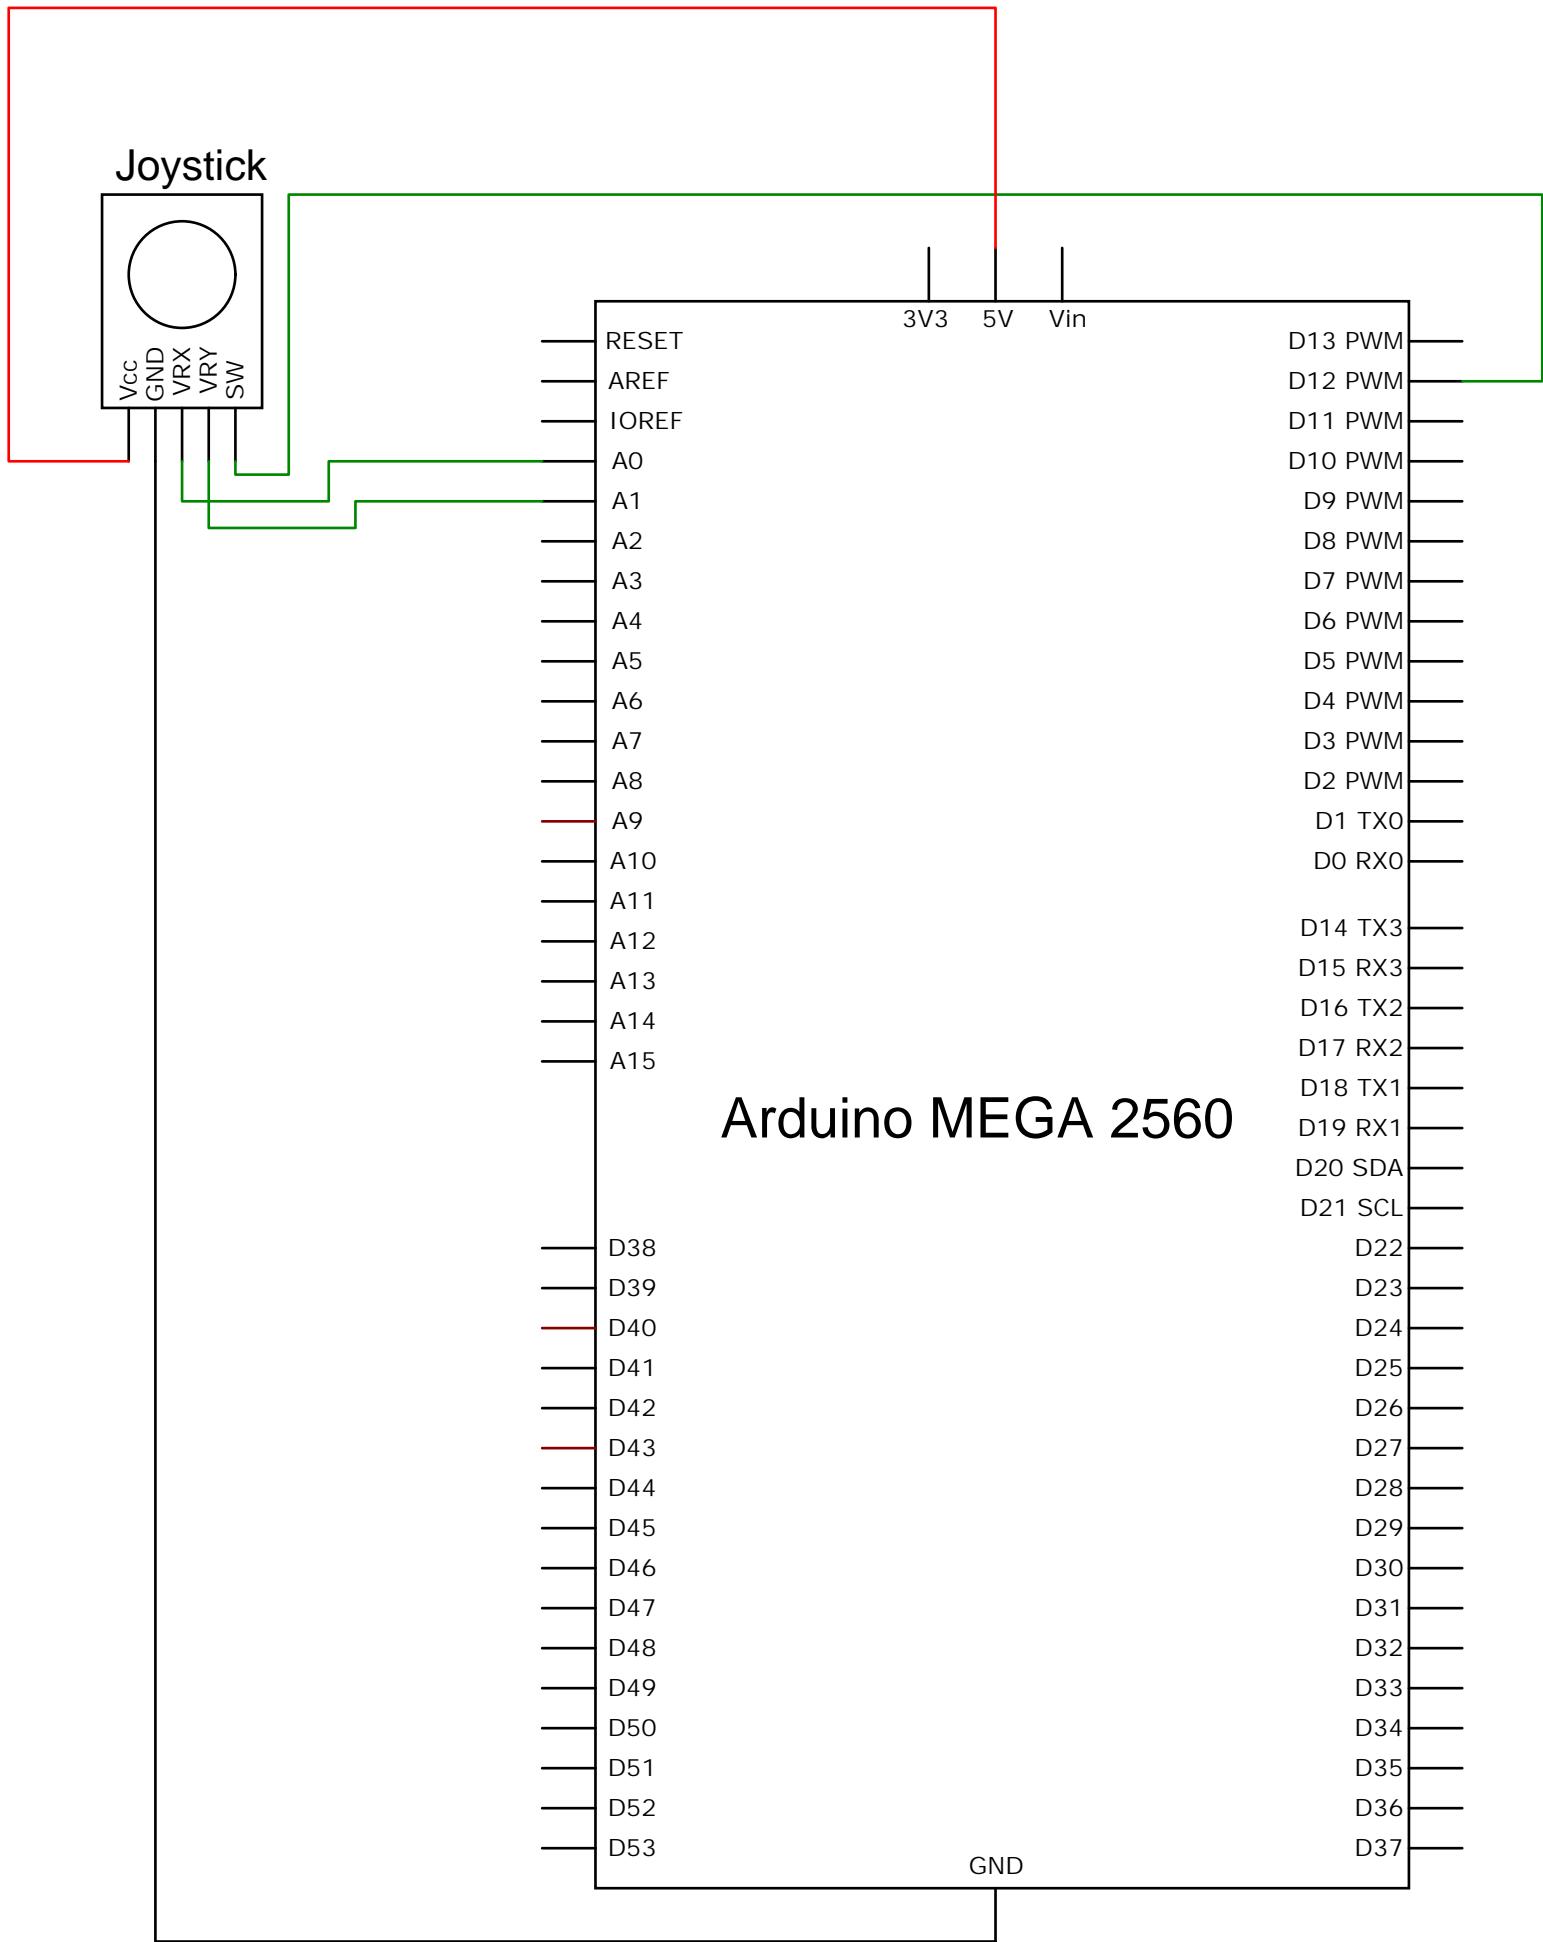 Joystick
Vcc
GND
VRX
VRY
SW
3V3
5V
Vin
RESET
AREF
IOREF
A0
A1
A2
A3
A4
A5
A6
A7
A8
A9
A10
A11
A12
A13
A14
A15
D38
D39
D40
D41
D42
D43
D44
D45
D46
D47
D48
D49
D50
D51
D52
D53
Arduino MEGA 2560
D13 PWM
D12 PWM
D11 PWM
D10 PWM
D9 PWM
D8 PWM
D7 PWM
D6 PWM
D5 PWM
D4 PWM
D3 PWM
D2 PWM
D1 TX0
D0 RX0
D14 TX3
D15 RX3
D16 TX2
D17 RX2
D18 TX1
D19 RX1
D20 SDA
D21 SCL
D22
D23
D24
D25
D26
D27
D28
D29
D30
D31
D32
D33
D34
D35
D36
D37
GND